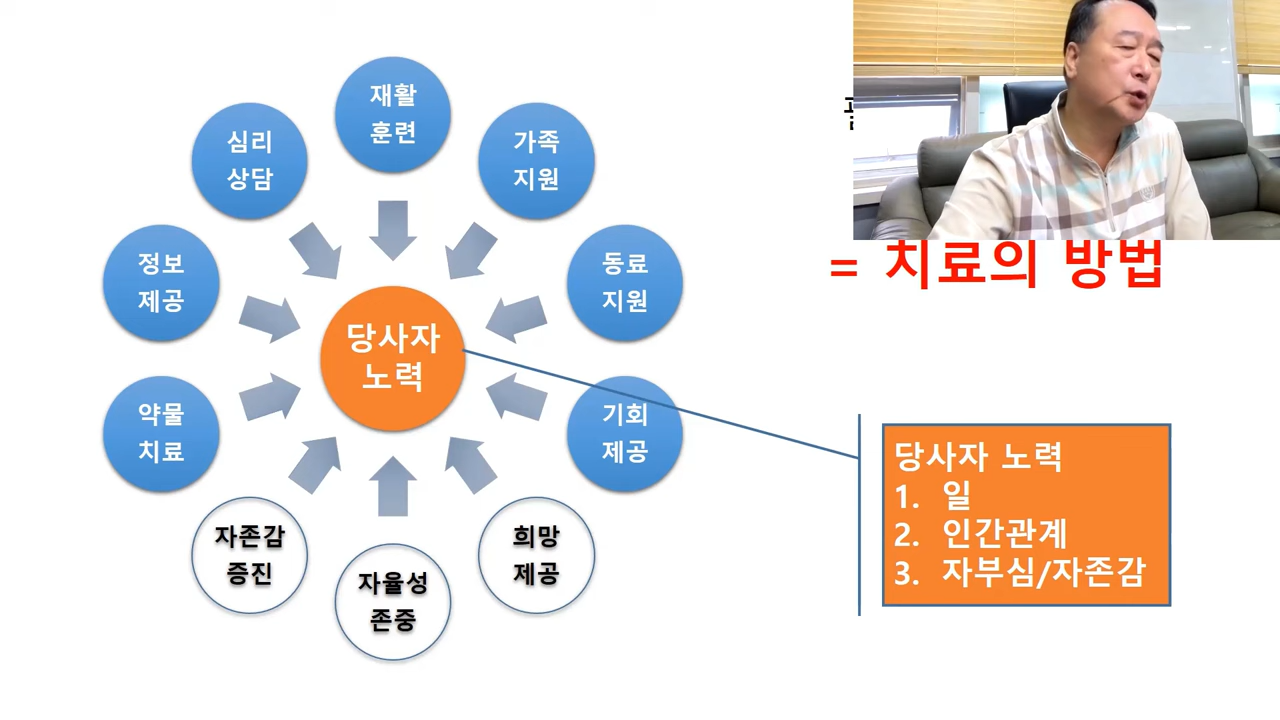 재활
훈련
심리
상담
가족
지원
정보
제공
동료
지원
= 치료의 방법
당사자
노력
약물
치료
기회
제공
당사자 노력
1. 일
2. 인간관계
3. 자부심/자존감
자존감
증진
자율성
존중
희망
제공